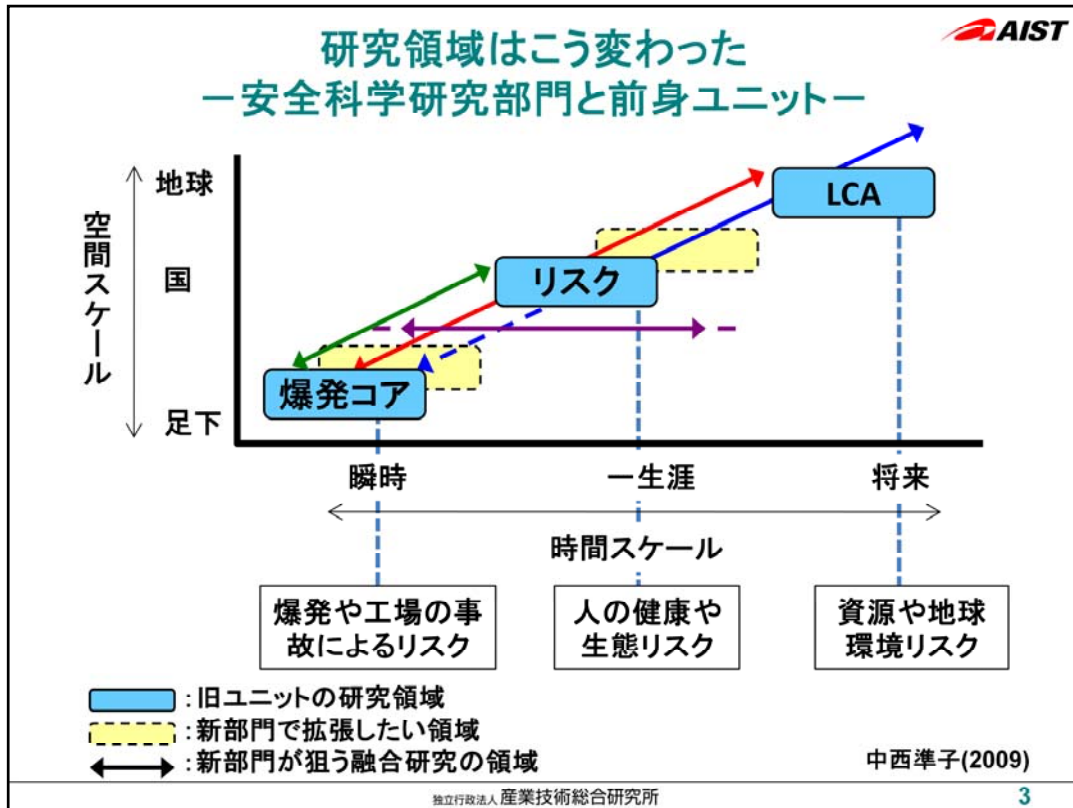 AIST
研究領域はこう変わった
－安全科学研究部門と前身ユニット－
空間スケール
地球
国
足下
LCA
リスク
爆発コア
瞬時
一生涯
将来
時間スケール
爆発や工場の事
故によるリスク
人の健康や
生態リスク
資源や地球
環境リスク
：旧ユニットの研究領域
：新部門で拡張したい領域
：新部門が狙う融合研究の領域
中西準子(2009)
独立行政法人 産業技術総合研究所
3